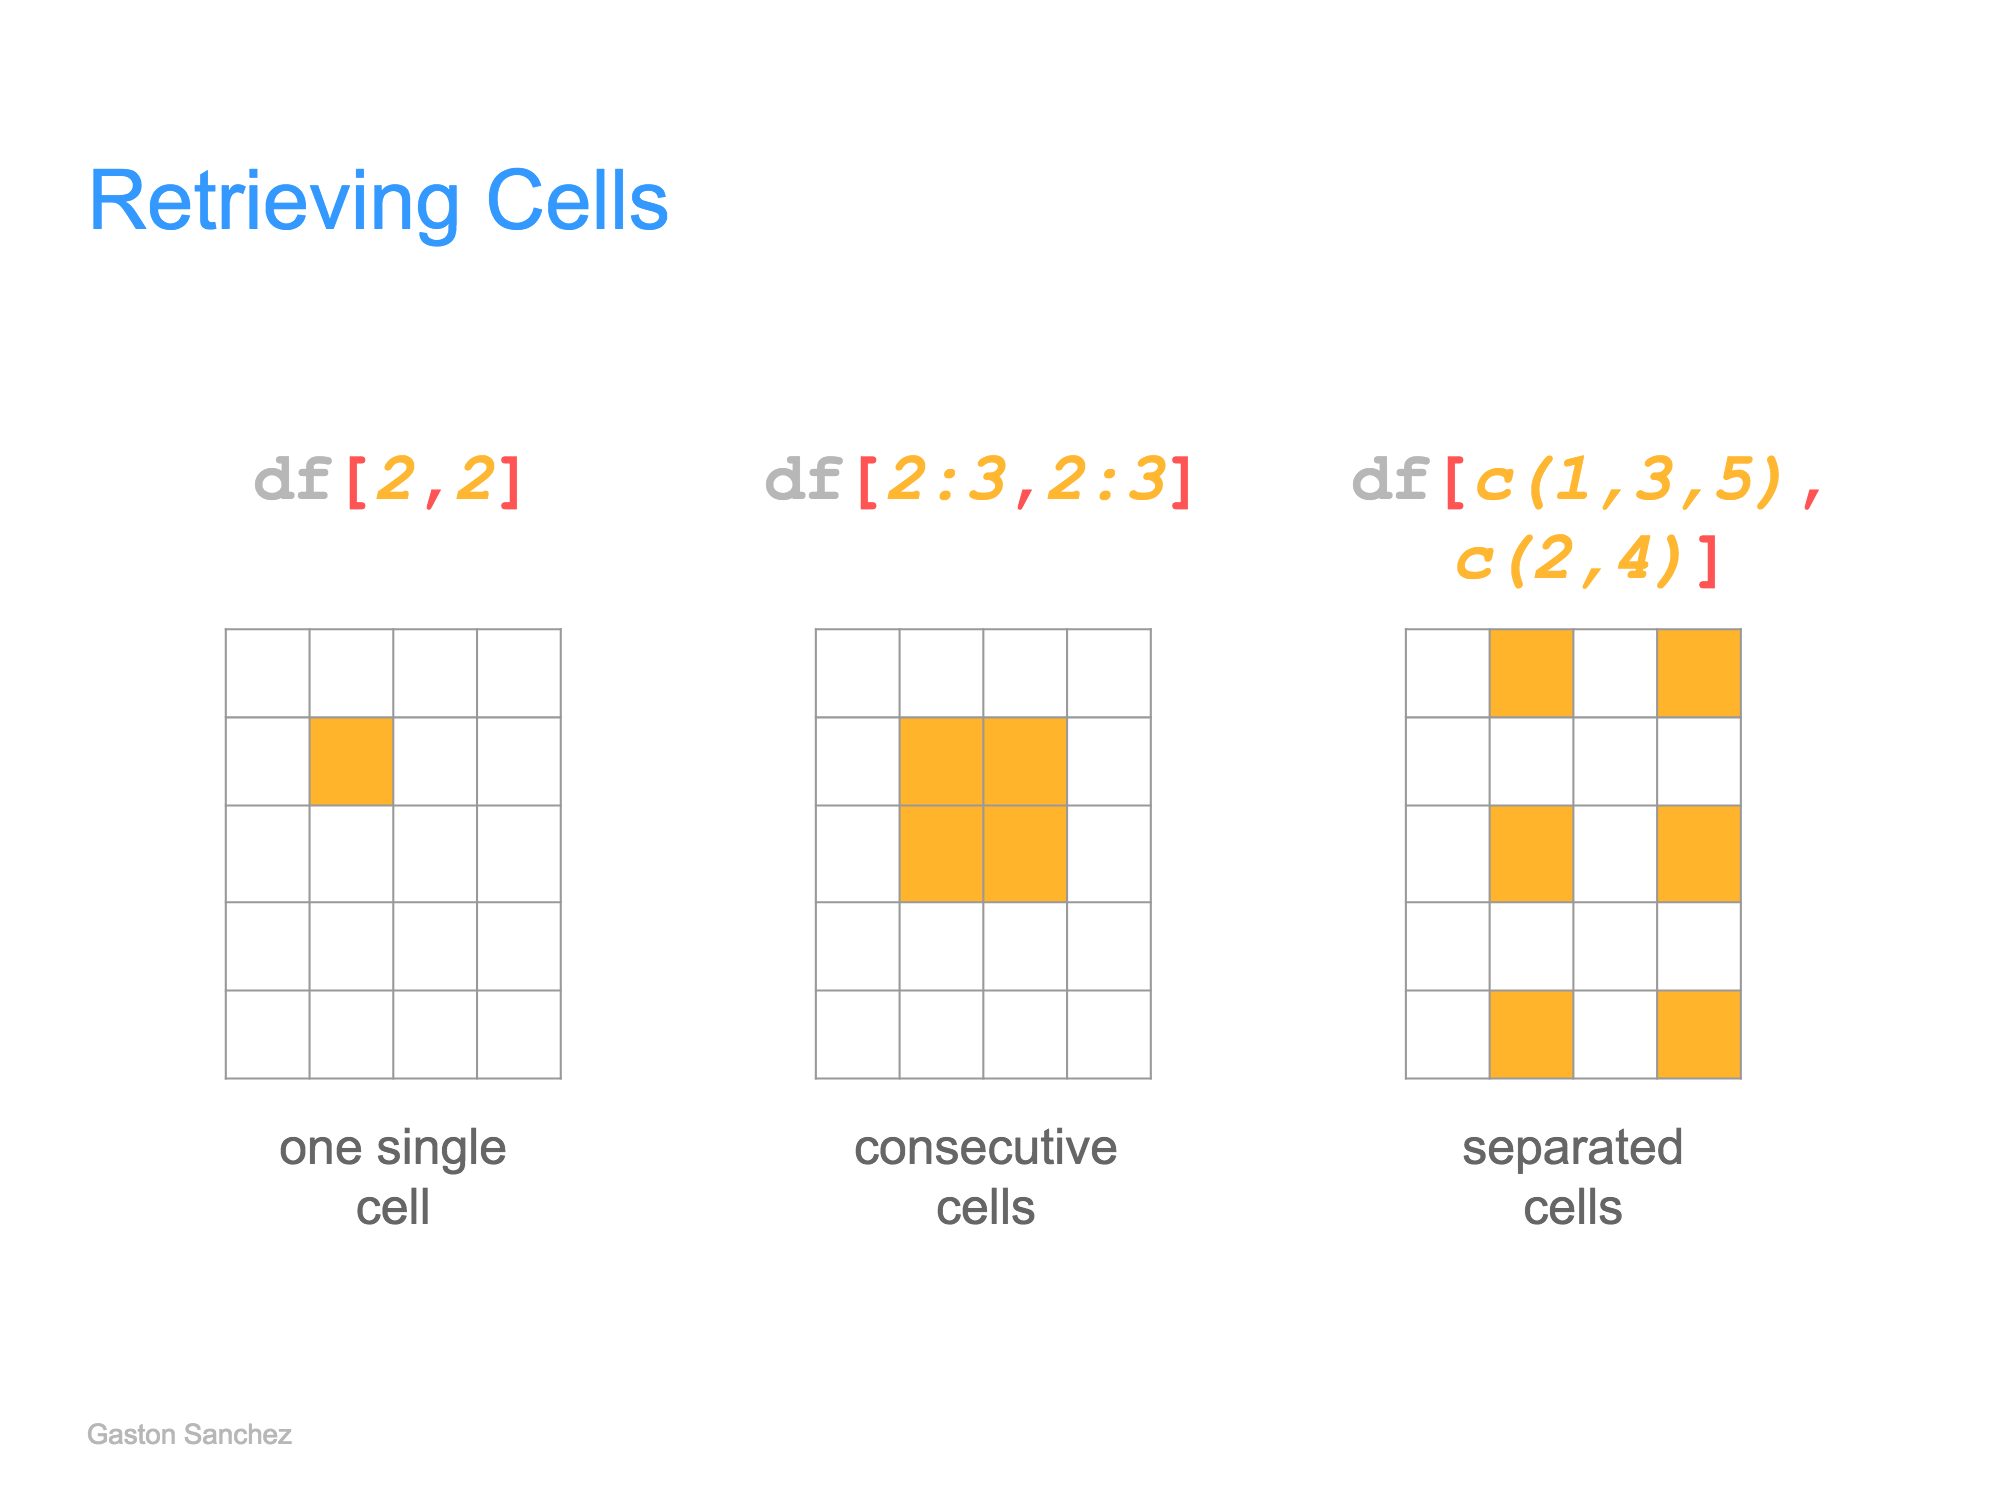 Retrieving Cells
df[2,2]
df[2:3,2:3]
df[c(1,3,5),
c(2,4)]
one single
cell
consecutive
cells
separated
cells
Gaston Sanchez